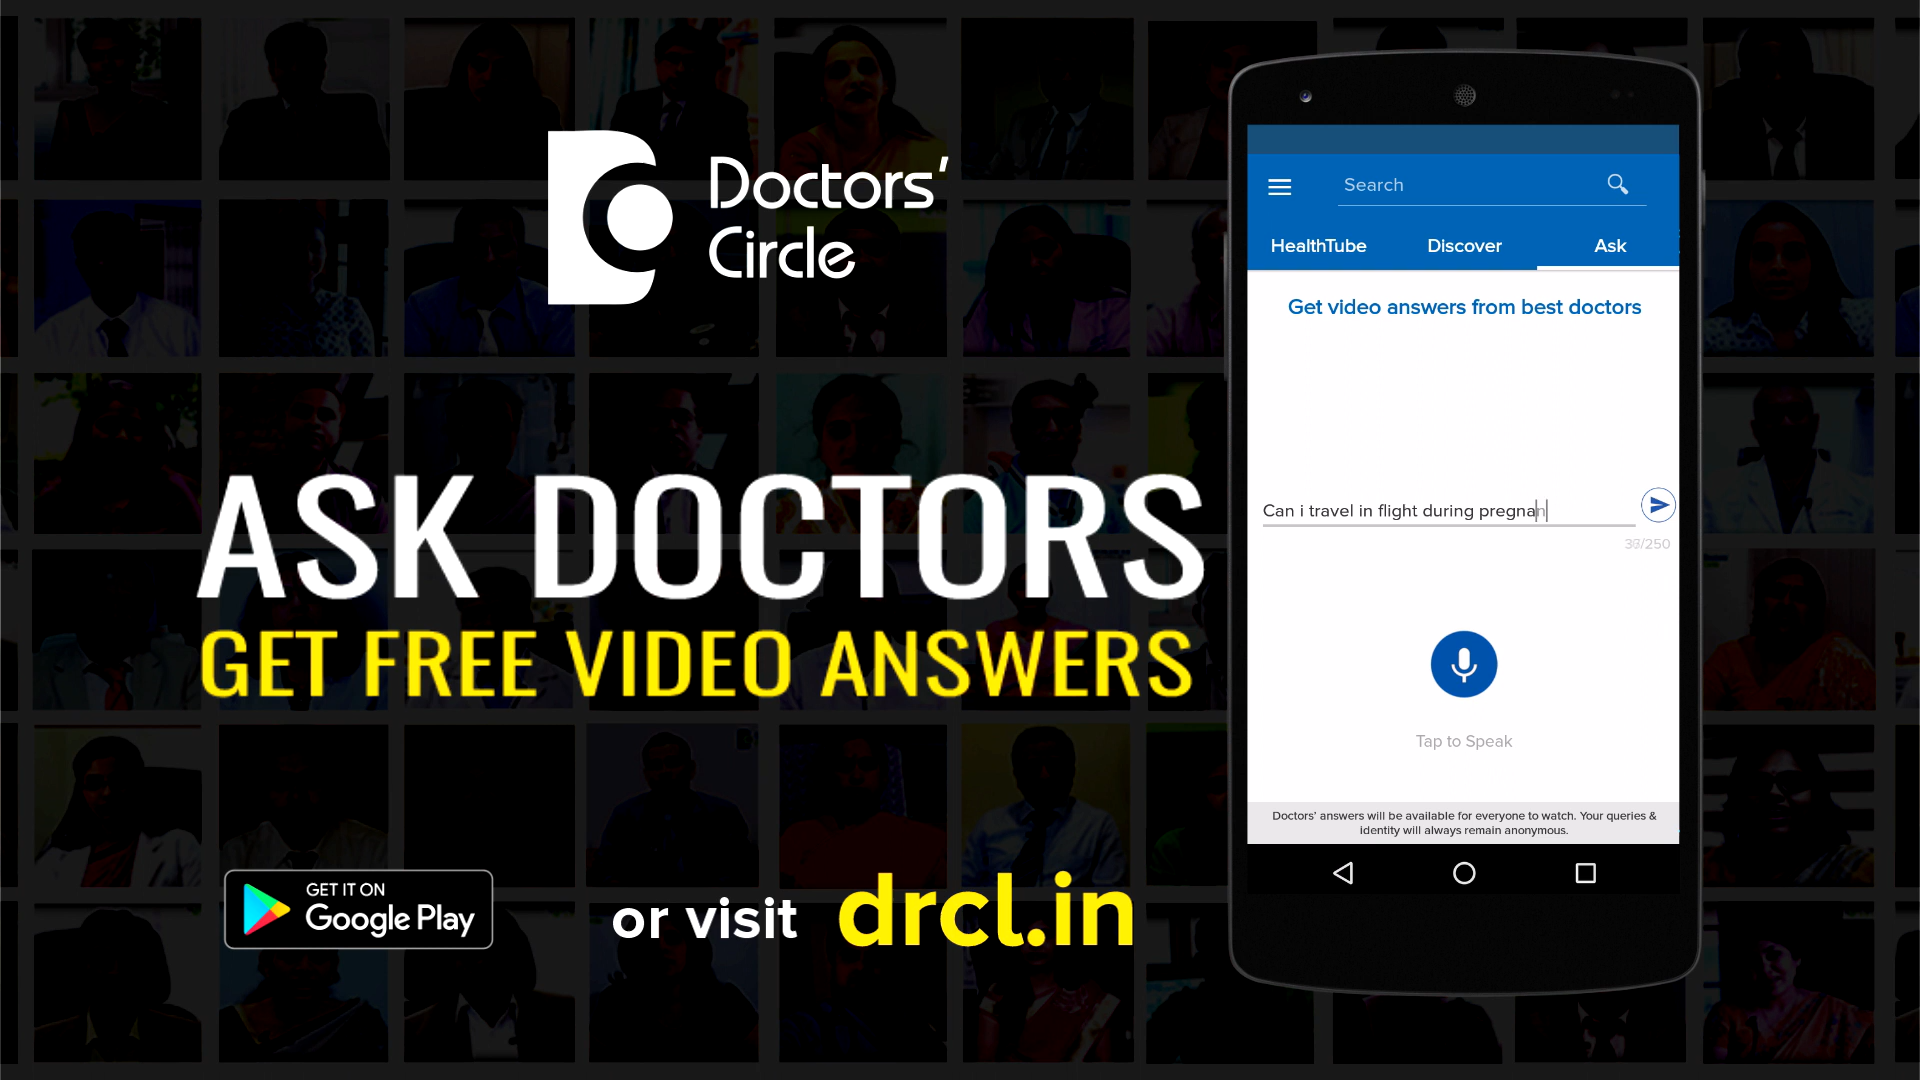 Doctors'
Circle
ASK DOCTORS
GET FREE VIDEO ANSWERS
GET IT ON
Google Play
or visit drcl.in
Search
HealthTube Discover Ask
Get video answers from best doctors
Can i travel in flight during pregnan
/250
Tap to Speak
Doctors' answers will be available for everyone to watch. Your queries &
identity will always remain anonymous.